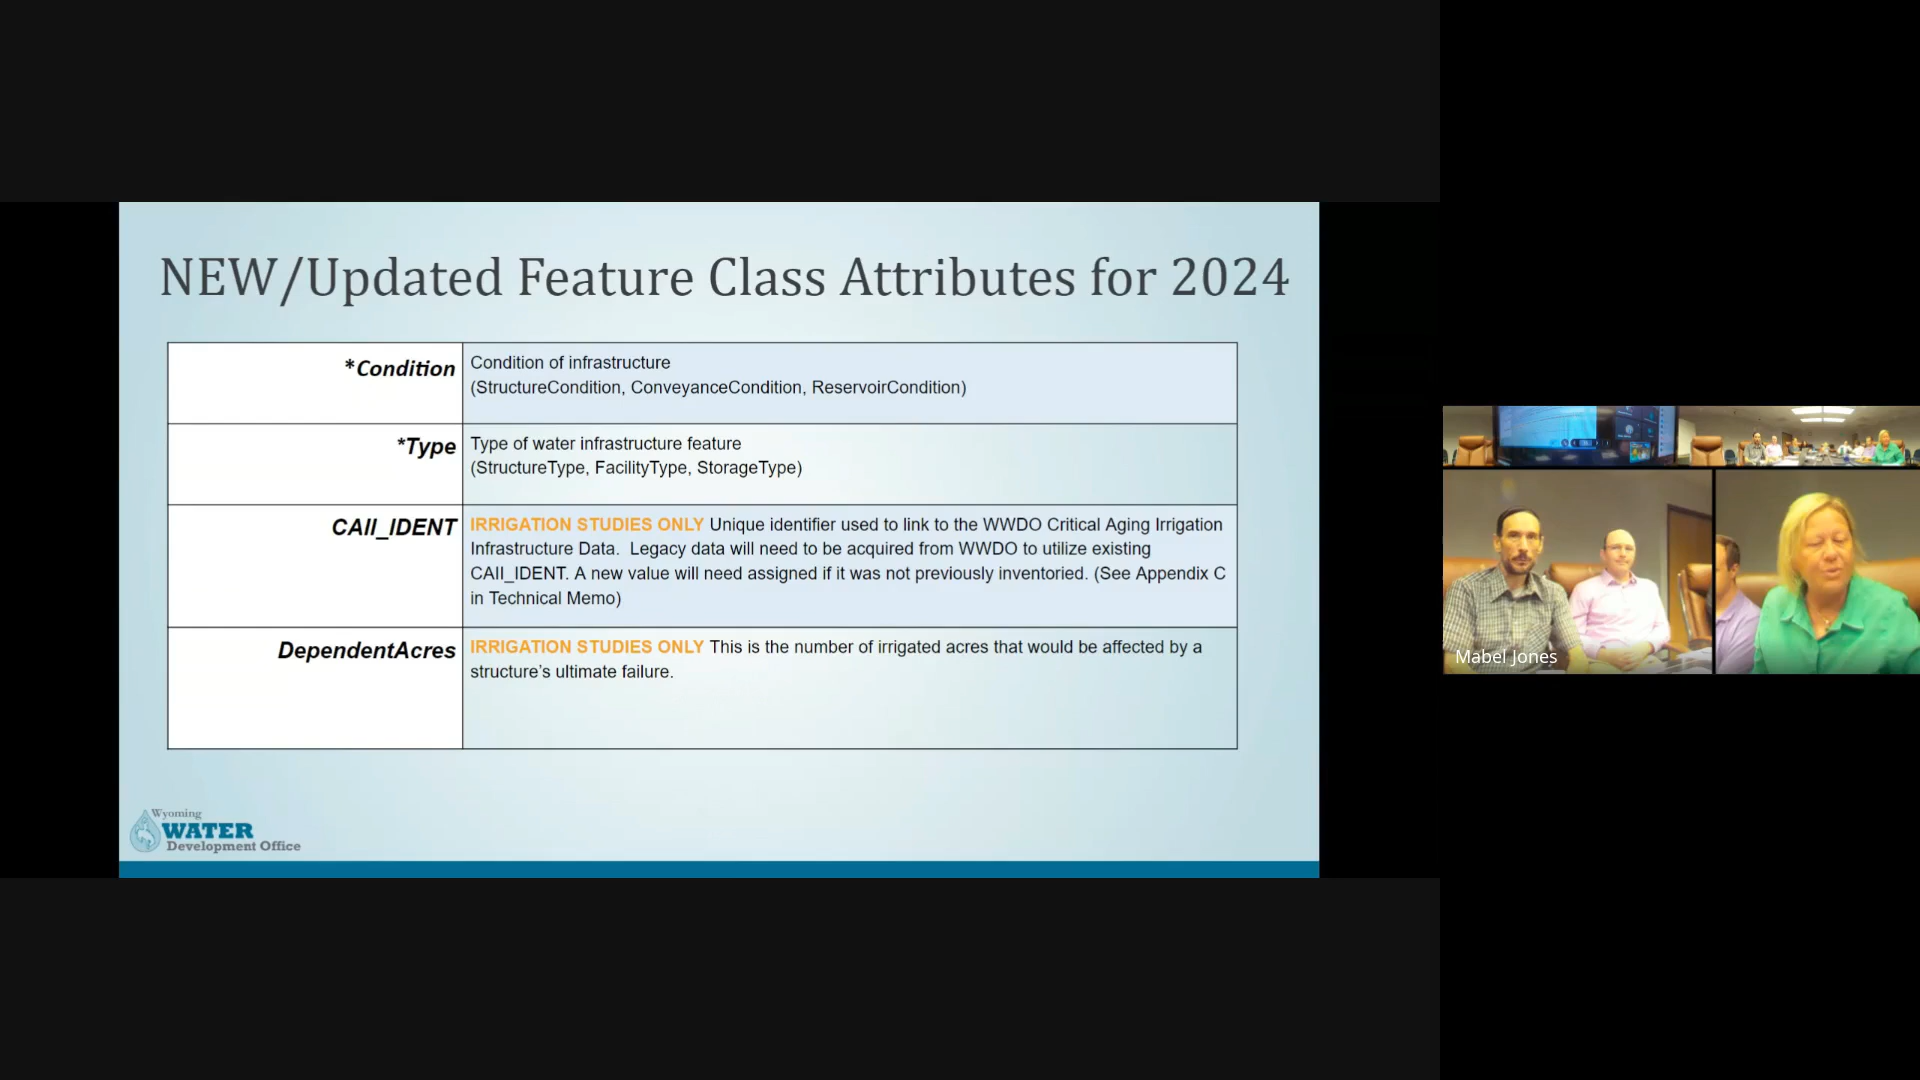 NEW/Updated Feature Class Attributes for 2024
*Condition
Condition of infrastructure
(StructureCondition, ConveyanceCondition, ReservoirCondition)
*Type
Type of water infrastructure feature
(StructureType, FacilityType, StorageType)
CAII_IDENT
IRRIGATION STUDIES ONLY Unique identifier used to link to the WWDO Critical Aging Irrigation
Infrastructure Data.  Legacy data will need to be acquired from WWDO to utilize existing
CAII_IDENT. A new value will need assigned if it was not previously inventoried. (See Appendix C
in Technical Memo)
DependentAcres
IRRIGATION STUDIES ONLY This is the number of irrigated acres that would be affected by a
structure's ultimate failure.
Wyoming
WATER
Development Office
Mabel Jones